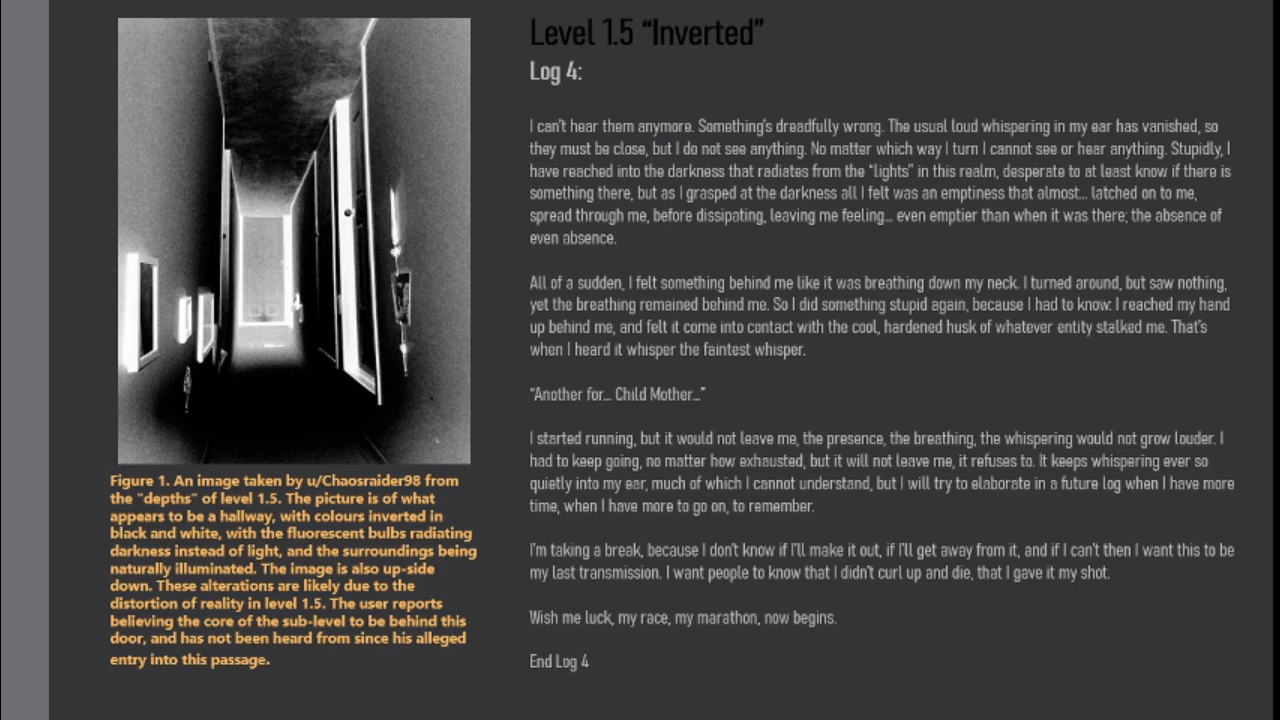 Level 1.5 “Inverted”
Log 4:
I can’t hear them anymore. Something’s dreadfully wrong. The usual loud whispering in my ear has vanished, so
they must be close, but I do not see anything. No matter which way I turn I cannot see or hear anything. Stupidly, I
have reached into the darkness that radiates from the “lights” in this realm, desperate to at least know if there is
something there, but as I grasped at the darkness all I felt was an emptiness that almost... latched on to me,
spread through me, before dissipating, leaving me feeling... even emptier than when it was there; the absence of
even absence.
All of a sudden, I felt something behind me like it was breathing down my neck. I turned around, but saw nothing,
yet the breathing remained behind me. So I did something stupid again, because I had to know: I reached my hand
up behind me, and felt it come into contact with the cool, hardened husk of whatever entity stalked me. That’s
when I heard it whisper the faintest whisper.
“Another for... Child Mother...”
I started running, but it would not leave me, the presence, the breathing, the whispering would not grow louder. I
had to keep going, no matter how exhausted, but it will not leave me, it refuses to. It keeps whispering ever so
quietly into my ear, much of which I cannot understand, but I will try to elaborate in a future log when I have more
time, when I have more to go on, to remember.
I’m taking a break, because I don’t know if I’ll make it out, if I’ll get away from it, and if I can’t then I want this to be
my last transmission. I want people to know that I didn’t curl up and die, that I gave it my shot.
Wish me luck, my race, my marathon, now begins.
End Log 4
Figure 1. An image taken by u/Chaosraider98 from
the "depths" of level 1.5. The picture is of what
appears to be a hallway, with colours inverted in
black and white, with the fluorescent bulbs radiating
darkness instead of light, and the surroundings being
naturally illuminated. The image is also up-side
down. These alterations are likely due to the
distortion of reality in level 1.5. The user reports
believing the core of the sub-level to be behind this
door, and has not been heard from since his alleged
entry into this passage.